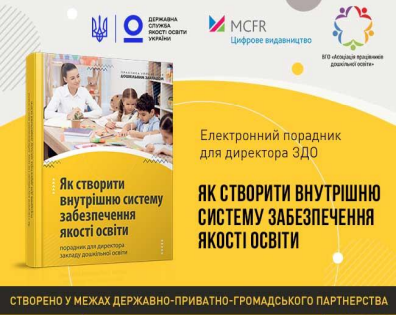 ДЕРЖАВНА
СЛУЖБА
ЯКОСТІ ОСВІТИ
УКРАЇНИ
MCFR
Цифрове видавництво
ВГО «Асоціація працівників
дошкільної освіти»
Електронний порадник
для директора ЗДО
ЯК СТВОРИТИ ВНУТРІШНЮ
СИСТЕМУ ЗАБЕЗПЕЧЕННЯ
ЯКОСТІ ОСВІТИ
Як створити
внутрішню систему
забезпечення
якості освіти
порадник для директора
закладу дошкільної освіти
СТВОРЕНО У МЕЖАХ ДЕРЖАВНО-ПРИВАТНО-ГРОМАДСЬКОГО ПАРТНЕРСТВА